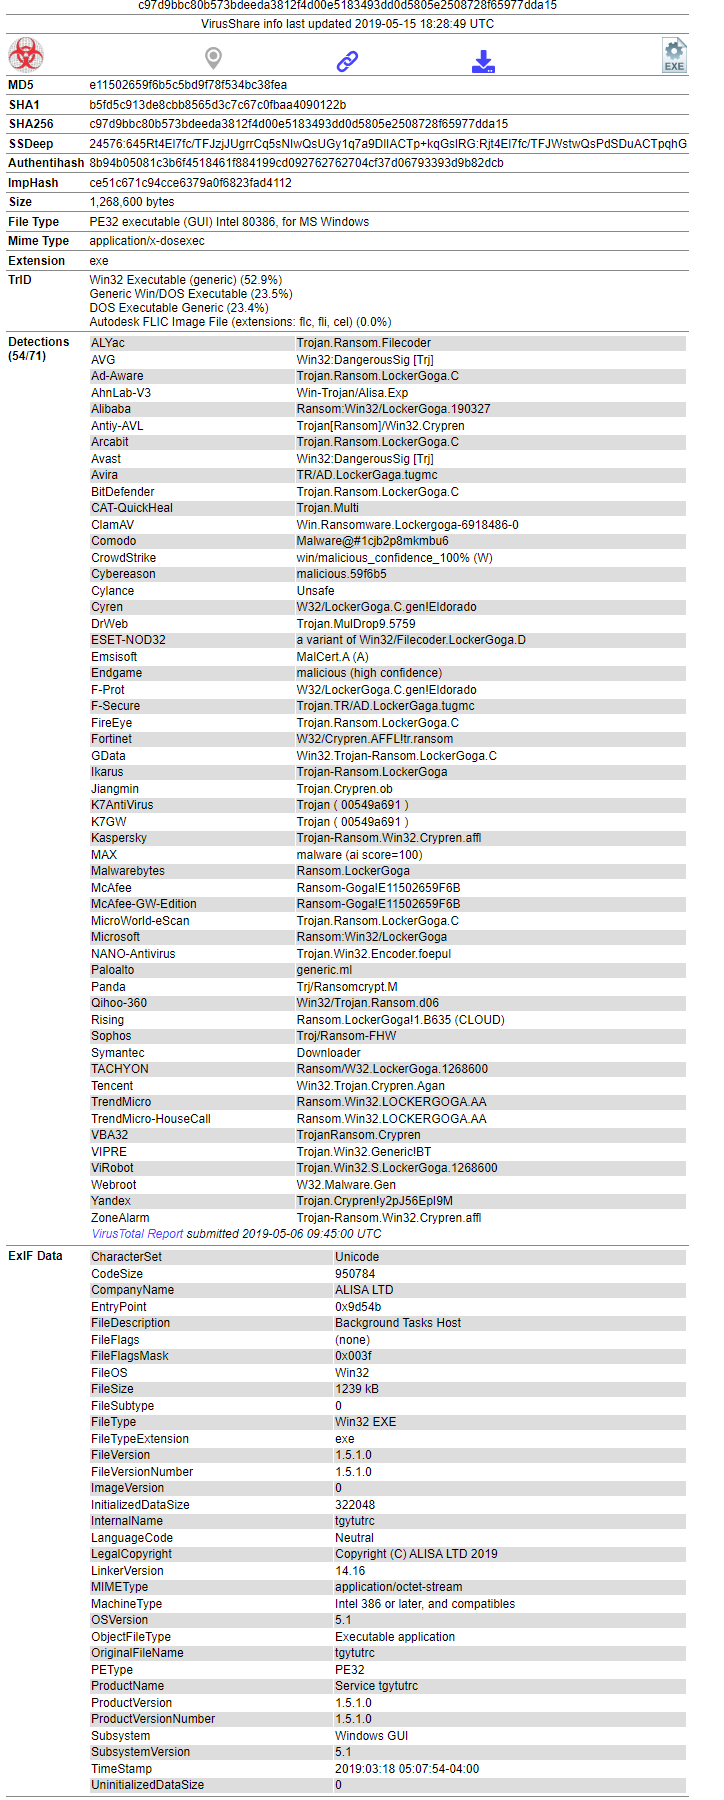 c97d9bbc80b573bdeeda3812f4d00e5183493dd0d5805e2508728f65977dda15
VirusShare info last updated 2019-05-15 18:28:49 UTC
EXE
MD5 e11502659f6b5c5bd9f78f534bc38fea
SHA1 b5fd5c913de8cbb8565d3c7c67c0fbaa4090122b
SHA256 c97d9bbc80b573bdeeda3812f4d00e5183493dd0d5805e2508728f65977dda15
SSDeep 24576:645Rt4El7fc/TFJzjJUgrrCq5sNIwQsUGy1q7a9DlIACTp+kqGslRG:Rjt4El7fc/TFJWstwQsPdSDuACTpqhG
Authentihash 8b94b05081c3b6f4518461f884199cd092762762704cf37d06793393d9b82dcb
ImpHash ce51c671c94cce6379a0f6823fad4112
Size 1,268,600 bytes
File Type PE32 executable (GUI) Intel 80386, for MS Windows
Mime Type application/x-dosexec
Extension exe
TrID Win32 Executable (generic) (52.9%)
Generic Win/DOS Executable (23.5%)
DOS Executable Generic (23.4%)
Autodesk FLIC Image File (extensions: flc, fli, cel) (0.0%)
Detections ALYac Trojan.Ransom.Filecoder
(54/71) AVG Win32:DangerousSig [Trj]
Ad-Aware Trojan.Ransom.LockerGoga.C
AhnLab-V3 Win-Trojan/Alisa.Exp
Alibaba Ransom:Win32/LockerGoga.190327
Antiy-AVL Trojan[Ransom]/Win32.Crypren
Arcabit Trojan.Ransom.LockerGoga.C
Avast Win32:DangerousSig [Trj]
Avira TR/AD.LockerGaga.tugmc
BitDefender Trojan.Ransom.LockerGoga.C
CAT-QuickHeal Trojan.Multi
ClamAV Win.Ransomware.Lockergoga-6918486-0
Comodo Malware@#1cjb2p8mkmbu6
CrowdStrike win/malicious_confidence_100% (W)
Cybereason malicious.59f6b5
Cylance Unsafe
Cyren W32/LockerGoga.C.gen!Eldorado
DrWeb Trojan.MulDrop9.5759
ESET-NOD32 a variant of Win32/Filecoder.LockerGoga.D
Emsisoft MalCert.A (A)
Endgame malicious (high confidence)
F-Prot W32/LockerGoga.C.gen!Eldorado
F-Secure Trojan.TR/AD.LockerGaga.tugmc
FireEye Trojan.Ransom.LockerGoga.C
Fortinet W32/Crypren.AFFL!tr.ransom
GData Win32.Trojan-Ransom.LockerGoga.C
Ikarus Trojan-Ransom.LockerGoga
Jiangmin Trojan.Crypren.ob
K7AntiVirus Trojan ( 00549a691 )
K7GW Trojan ( 00549a691 )
Kaspersky Trojan-Ransom.Win32.Crypren.affl
MAX malware (ai score=100)
Malwarebytes Ransom.LockerGoga
McAfee Ransom-Goga!E11502659F6B
McAfee-GW-Edition Ransom-Goga!E11502659F6B
MicroWorld-eScan Trojan.Ransom.LockerGoga.C
Microsoft Ransom:Win32/LockerGoga
NANO-Antivirus Trojan.Win32.Encoder.foepul
Paloalto generic.ml
Panda Trj/Ransomcrypt.M
Qihoo-360 Win32/Trojan.Ransom.d06
Rising Ransom.LockerGoga!1.B635 (CLOUD)
Sophos Troj/Ransom-FHW
Symantec Downloader
TACHYON Ransom/W32.LockerGoga.1268600
Tencent Win32.Trojan.Crypren.Agan
TrendMicro Ransom.Win32.LOCKERGOGA.AA
TrendMicro-HouseCall Ransom.Win32.LOCKERGOGA.AA
VBA32 TrojanRansom.Crypren
VIPRE Trojan.Win32.Generic!BT
ViRobot Trojan.Win32.S.LockerGoga.1268600
Webroot W32.Malware.Gen
Yandex Trojan.Crypren!y2pJ56EpI9M
ZoneAlarm Trojan-Ransom.Win32.Crypren.affl
VirusTotal Report submitted 2019-05-06 09:45:00 UTC
ExIF Data CharacterSet Unicode
CodeSize 950784
CompanyName ALISA LTD
EntryPoint 0x9d54b
FileDescription Background Tasks Host
FileFlags (none)
FileFlagsMask 0x003f
FileOS Win32
FileSize 1239 kB
FileSubtype 0
FileType Win32 EXE
FileTypeExtension exe
FileVersion 1.5.1.0
FileVersionNumber 1.5.1.0
ImageVersion 0
InitializedDataSize 322048
InternalName tgytutrc
LanguageCode Neutral
LegalCopyright Copyright (C) ALISA LTD 2019
LinkerVersion 14.16
MIMEType application/octet-stream
MachineType Intel 386 or later, and compatibles
OSVersion 5.1
ObjectFileType Executable application
OriginalFileName tgytutrc
PEType PE32
ProductName Service tgytutrc
ProductVersion 1.5.1.0
ProductVersionNumber 1.5.1.0
Subsystem Windows GUI
SubsystemVersion 5.1
TimeStamp 2019:03:18 05:07:54-04:00
UninitializedDataSize 0